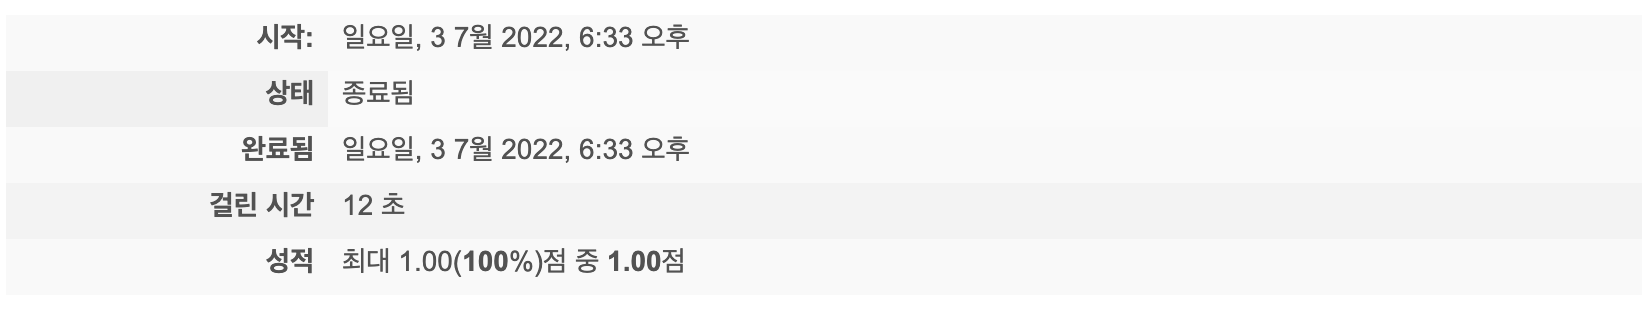 시작: 일요일, 3 7월 2022, 6:33 오후
상태 종료됨
완료됨 일요일, 3 7월 2022, 6:33 오후
걸린 시간 12 초
성적 최대 1.00(100%)점 중 1.00점